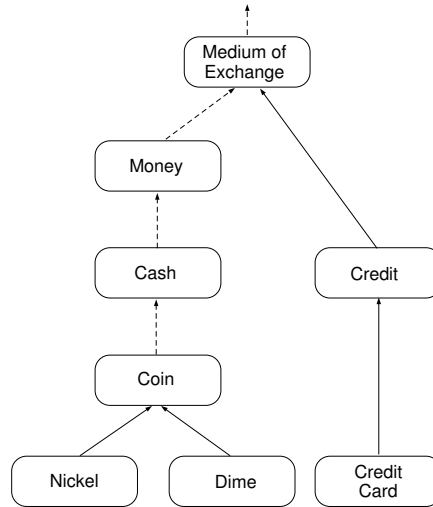 Medium of
Exchange
Money
Cash
Credit
Coin
Nickel
Dime
Credit
Card